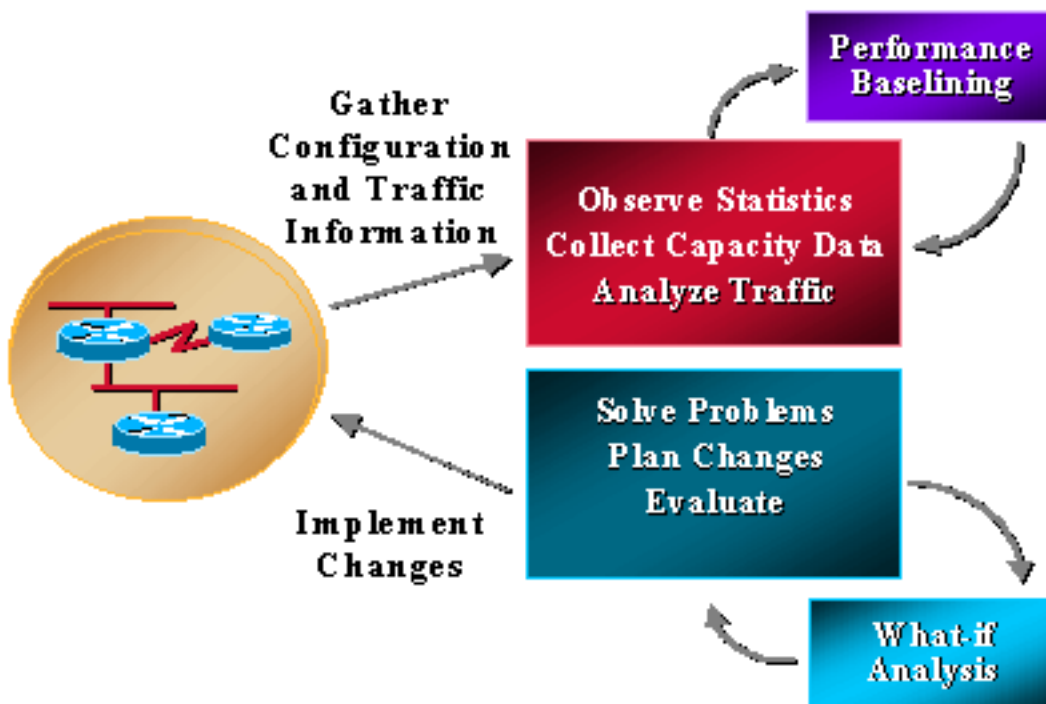 Performance
Baselining
Gather
Configuration
and Traffic
Information
Observe Statistics
Collect Capacity Data
Analyze Traffic
Solve Problems
Plan Changes
Evaluate
Implement
Changes
What-if
Analysis